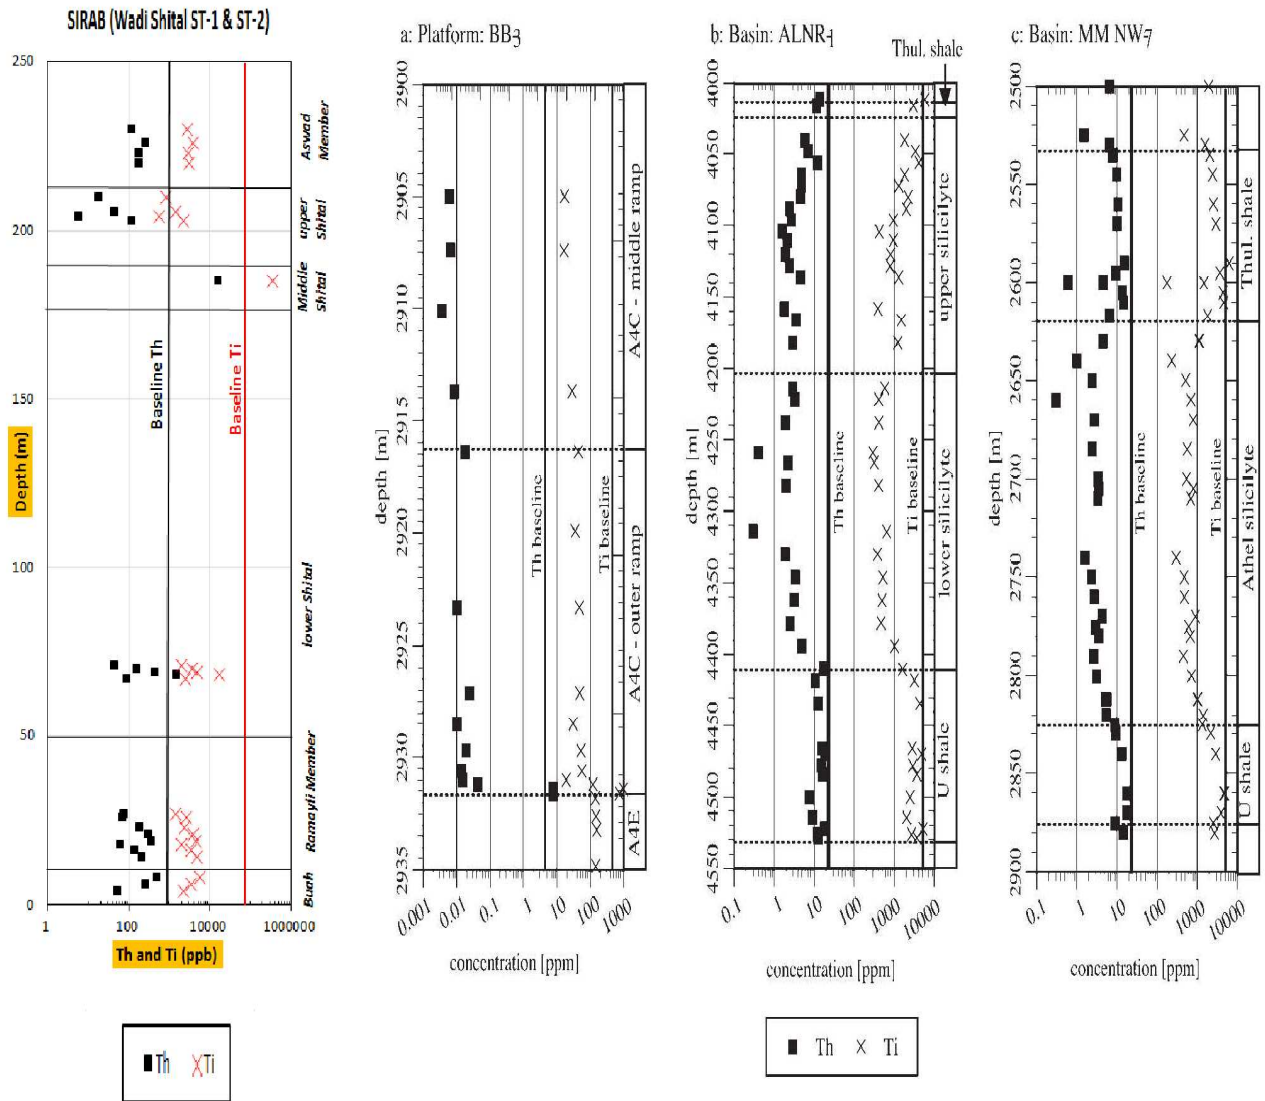 SIRAB (Wadi Shital ST-1 & ST-2)
250
200
150
100
50
0
Depth (m)
1
100
10000
1000000
Th and Ti (ppb)
Baseline Th
Baseline Ti
Aswad Member
upper Shital
Middle Shital
lower Shital
Ramayli Member
Buah
Th Ti
a: Platform: BB3
2900
2905
2910
2915
2920
2925
2930
2935
depth [m]
Th baseline
Ti baseline
A4C - middle ramp
A4C - outer ramp
A4E
0.001
0.01
0.1
1
10
100
1000
concentration [ppm]
b: Basin: ALNR-1
Thul. shale
4000
4050
4100
4150
4200
4250
4300
4350
4400
4450
4500
4550
depth [m]
Th baseline
Ti baseline
upper silicilyte
lower silicilyte
U shale
0.1
1
10
100
1000
10000
concentration [ppm]
c: Basin: MM NW-7
2500
2550
2600
2650
2700
2750
2800
2850
2900
depth [m]
Th baseline
Ti baseline
Thul. shale
Athel silicilyte
U shale
0.1
1
10
100
1000
10000
concentration [ppm]
Th Ti